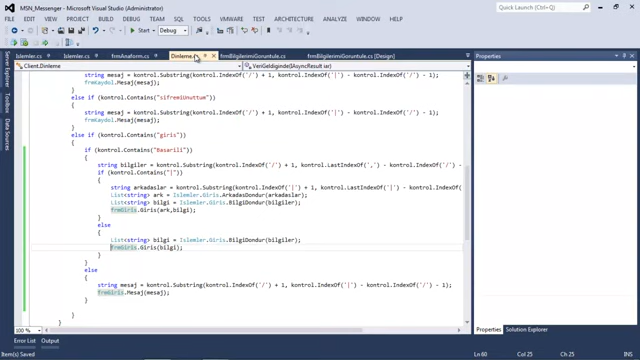 MSN_Messenger - Microsoft Visual Studio (Administrator)
Quick Launch (Ctrl+Q)
FILE EDIT VIEW PROJECT BUILD DEBUG TEAM SQL TOOLS TEST ARCHITECTURE ANALYZE WINDOW HELP
Start Debug
Islemler.cs Islemler.cs frmAnaform.cs Dinleme.cs frmBilgilerimiGoruntule.cs frmBilgilerimiGoruntule.cs [Design]
Properties
Client.Dinleme VeriGeldiginde(IAsyncResult iar)
Server Explorer
Toolbox
Data Sources
string mesaj = kontrol.Substring(kontrol.IndexOf('/') + 1, kontrol.IndexOf('|') - kontrol.IndexOf('/') - 1);
frmKaydol.Mesaj(mesaj);
}
else if (kontrol.Contains("sifremiUnuttum"))
{
string mesaj = kontrol.Substring(kontrol.IndexOf('/') + 1, kontrol.IndexOf('|') - kontrol.IndexOf('/') - 1);
frmKaydol.Mesaj(mesaj);
}
else if (kontrol.Contains("giris"))
{
if (kontrol.Contains("Basarili"))
{
string bilgiler = kontrol.Substring(kontrol.IndexOf('/') + 1, kontrol.LastIndexOf(',') - kontrol.IndexOf('/') -
if (kontrol.Contains("|"))
{
string arkadaslar = kontrol.Substring(kontrol.IndexOf('|') + 1, kontrol.LastIndexOf('|') - kontrol.IndexOf(
List<string> ark = Islemler.Giris.ArkadasDondur(arkadaslar);
List<string> bilgi = Islemler.Giris.BilgiDondur(bilgiler);
frmGiris.Giris(ark,bilgi);
}
else
{
List<string> bilgi = Islemler.Giris.BilgiDondur(bilgiler);
frmGiris.Giris(bilgi);
}
}
else
{
string mesaj = kontrol.Substring(kontrol.IndexOf('/') + 1, kontrol.IndexOf('|') - kontrol.IndexOf('/') - 1);
frmGiris.Mesaj(mesaj);
}
}
100 %
Properties Solution Explorer
Error List Output
Item(s) Saved Ln 60 Col 25 Ch 25 INS